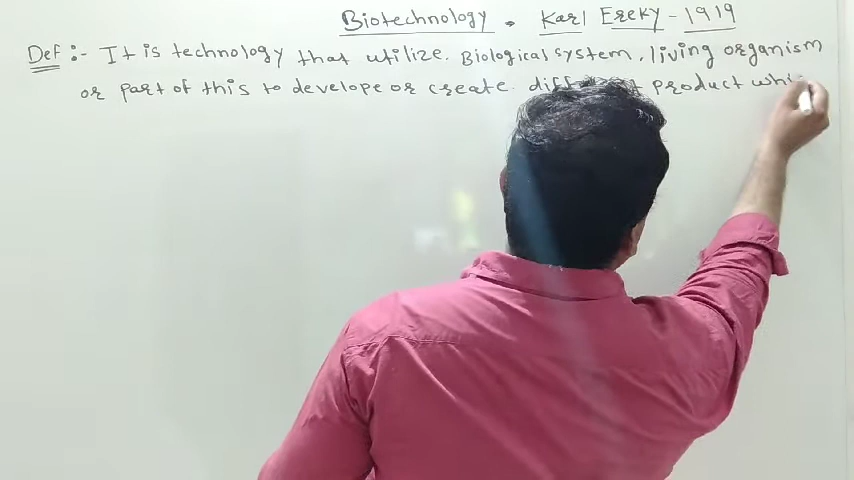 Biotechnology . Karl Ereky - 1919
Def :- It is technology that utilize. Biological system, living organism
or part of this to develope or create. product